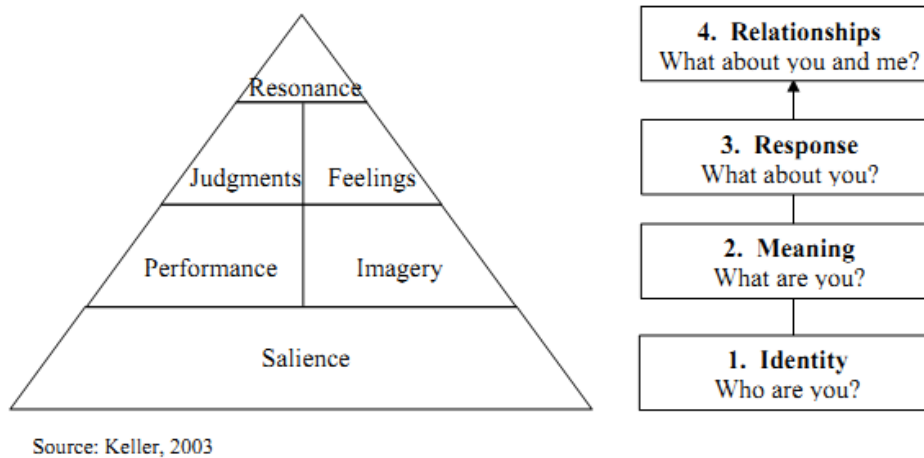 Resonance
Judgments
Feelings
Performance
Imagery
Salience
4. Relationships
What about you and me?
3. Response
What about you?
2. Meaning
What are you?
1. Identity
Who are you?
Source: Keller, 2003